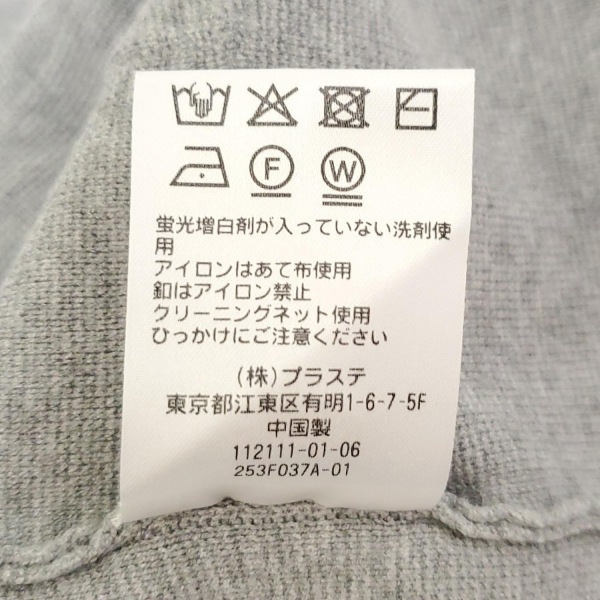 F W
蛍光増白剤が入っていない洗剤使
用
アイロンはあて布使用
釦はアイロン禁止
クリーニングネット使用
ひっかけにご注意ください
(株)プラステ
東京都江東区有明1-6-7-5F
中国製
112111-01-06
253F037A-01